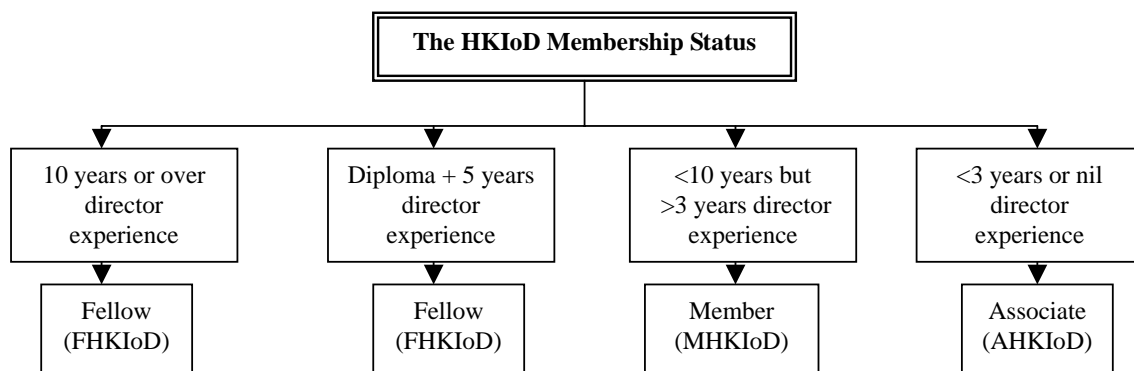 The HKIoD Membership Status
10 years or over
director
experience
Diploma + 5 years
director
experience
<10 years but
>3 years director
experience
<3 years or nil
director
experience
Fellow
(FHKIoD)
Fellow
(FHKIoD)
Member
(MHKIoD)
Associate
(AHKIoD)